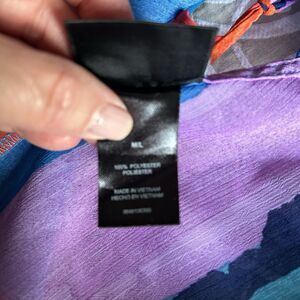 M/L
100% POLYESTER
POLIESTER
MADE IN VIETNAM
HECHO EN VIETNAM